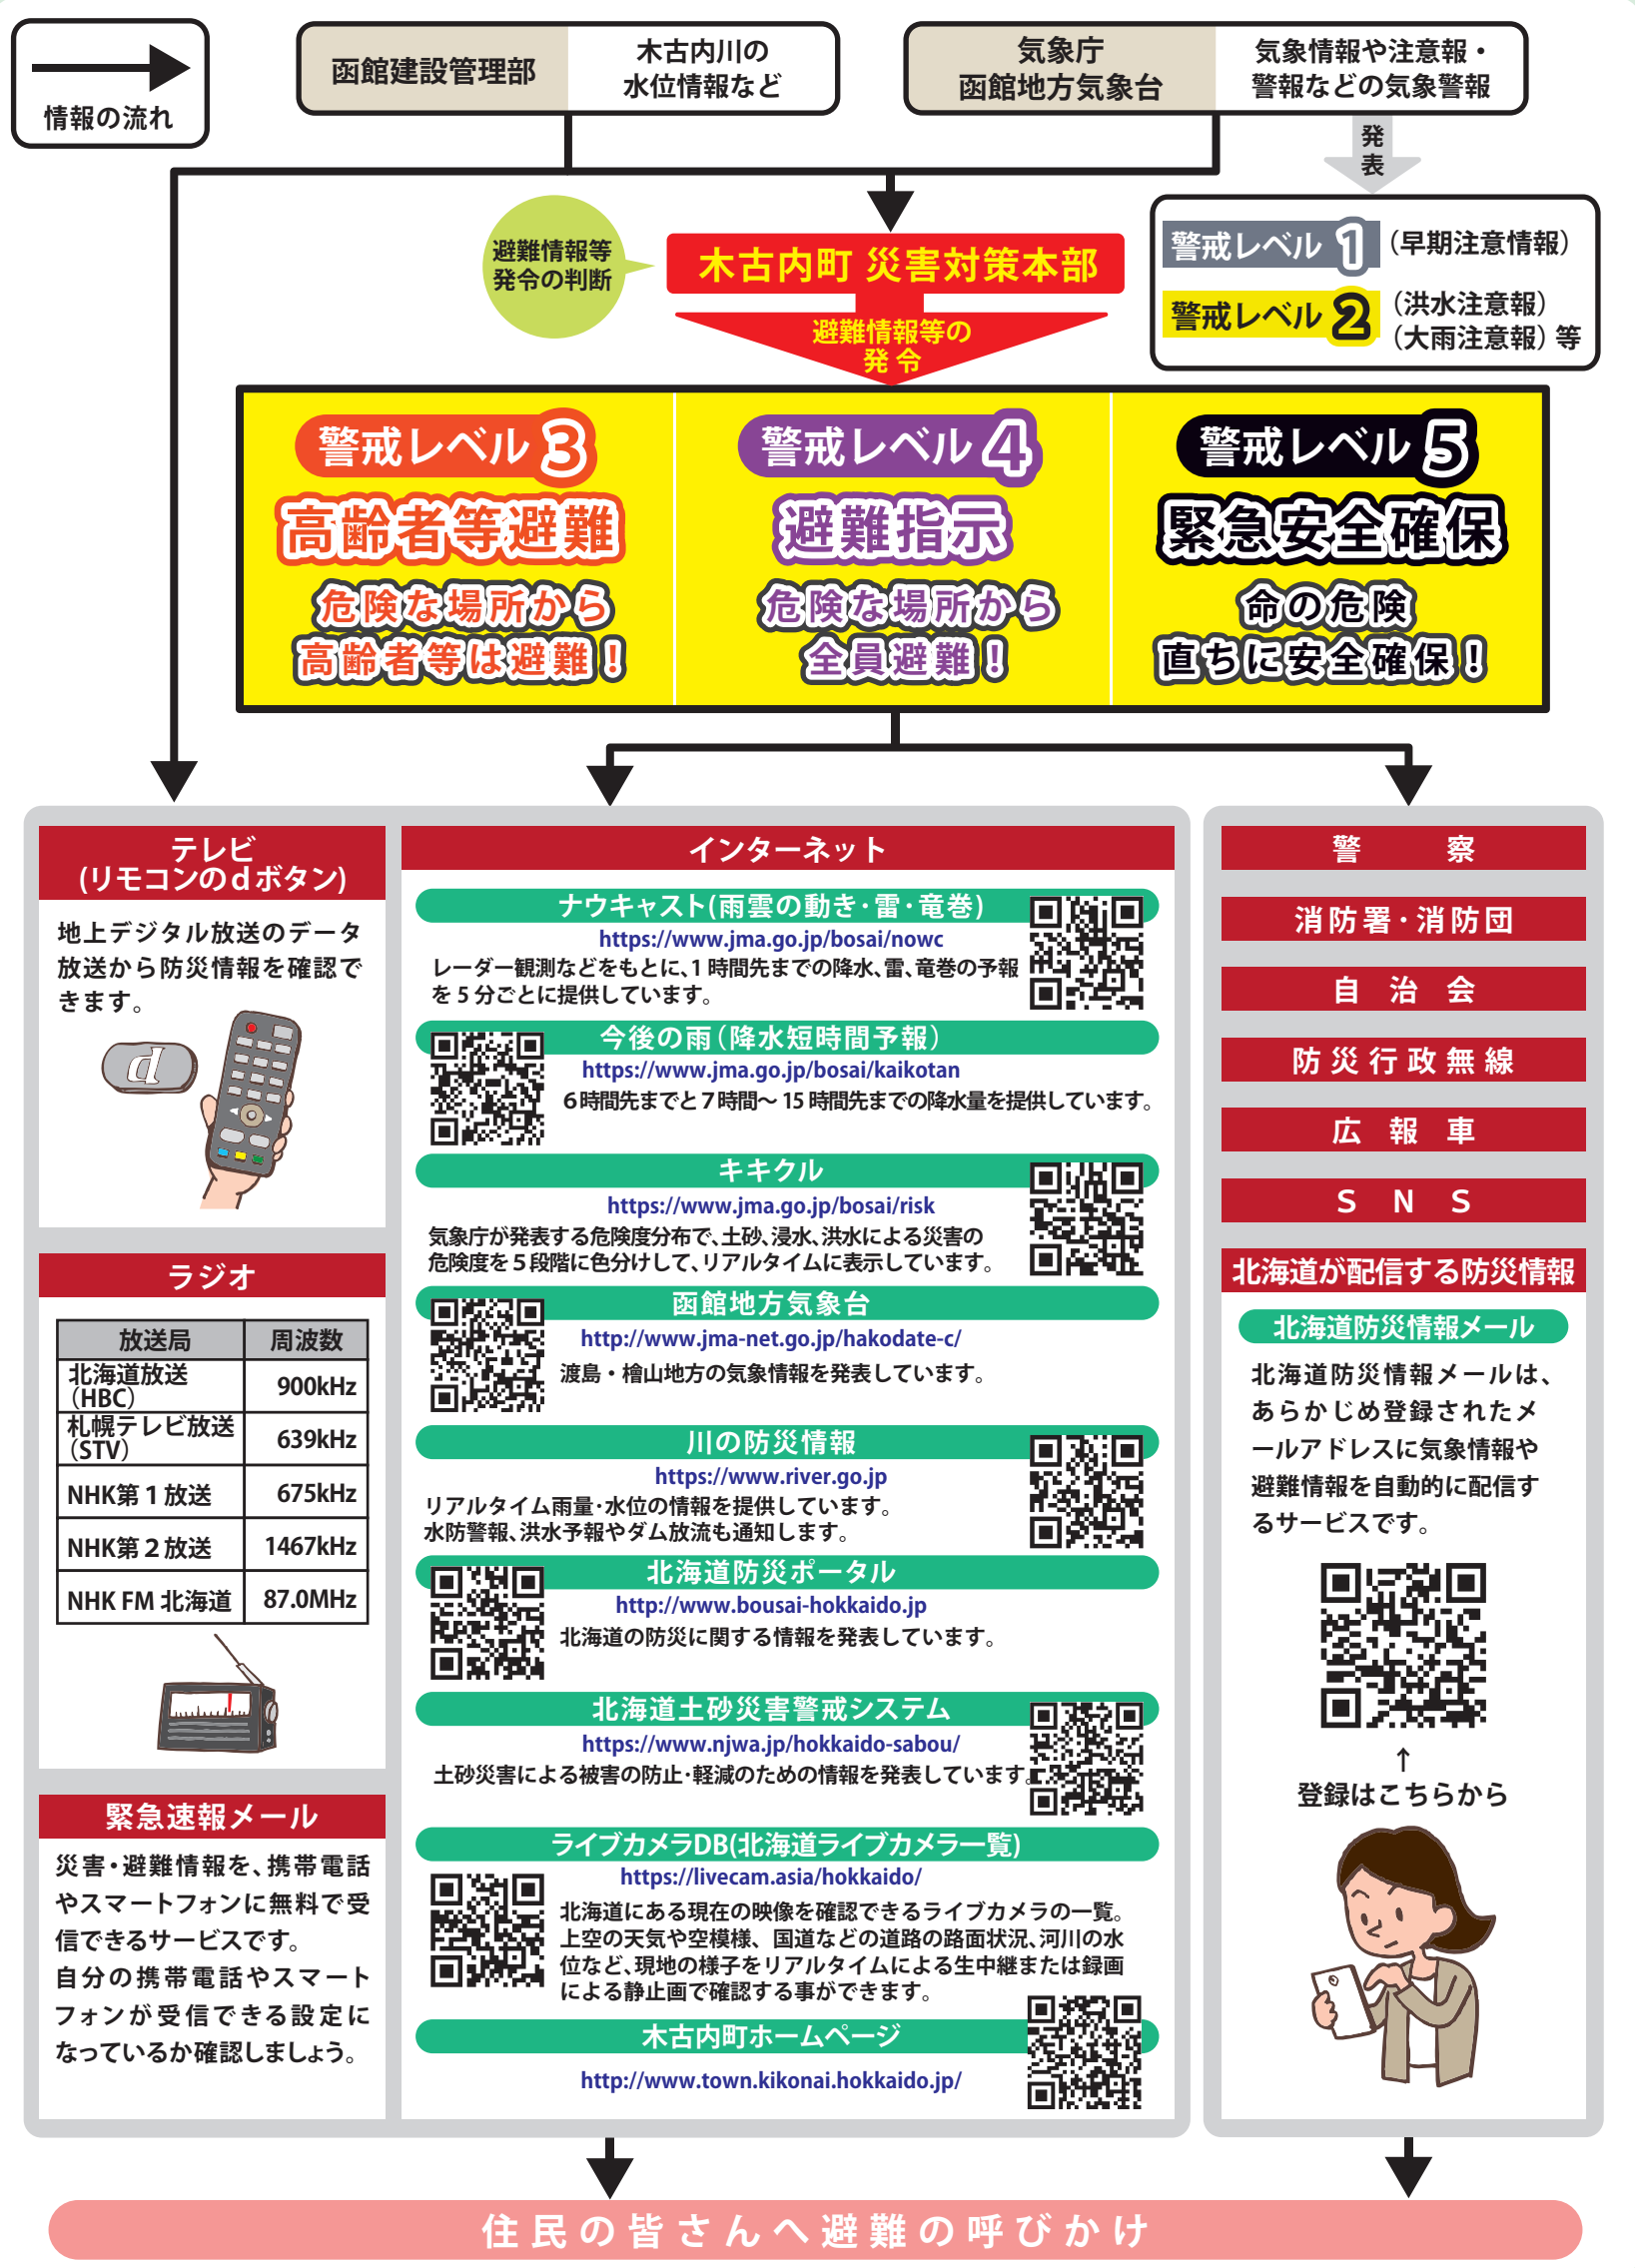 情報の流れ
函館建設管理部
木古内川の
水位情報など
気象庁
函館地方気象台
気象情報や注意報・
警報などの気象警報
発
表
避難情報等
発令の判断
木古内町 災害対策本部
避難情報等の
発 令
警戒レベル 1 （早期注意情報）
警戒レベル 2 （洪水注意報）
（大雨注意報）等
警戒レベル 3
高齢者等避難
危険な場所から
高齢者等は避難！
警戒レベル 4
避難指示
危険な場所から
全員避難！
警戒レベル 5
緊急安全確保
命の危険
直ちに安全確保！
テレビ
(リモコンのdボタン)
地上デジタル放送のデータ
放送から防災情報を確認で
きます。
d
ラジオ
放送局 周波数
北海道放送
（HBC） 900kHz
札幌テレビ放送
（STV） 639kHz
NHK第１放送 675kHz
NHK第２放送 1467kHz
NHK FM 北海道 87.0MHz
緊急速報メール
災害・避難情報を、携帯電話
やスマートフォンに無料で受
信できるサービスです。
自分の携帯電話やスマート
フォンが受信できる設定に
なっているか確認しましょう。
インターネット
ナウキャスト(雨雲の動き・雷・竜巻)
https://www.jma.go.jp/bosai/nowc
レーダー観測などをもとに、1 時間先までの降水、雷、竜巻の予報
を 5 分ごとに提供しています。
今後の雨（降水短時間予報）
https://www.jma.go.jp/bosai/kaikotan
６時間先までと７時間～ 15 時間先までの降水量を提供しています。
キキクル
https://www.jma.go.jp/bosai/risk
気象庁が発表する危険度分布で、土砂、浸水、洪水による災害の
危険度を５段階に色分けして、リアルタイムに表示しています。
函館地方気象台
http://www.jma-net.go.jp/hakodate-c/
渡島・檜山地方の気象情報を発表しています。
川の防災情報
https://www.river.go.jp
リアルタイム雨量・水位の情報を提供しています。
水防警報、洪水予報やダム放流も通知します。
北海道防災ポータル
http://www.bousai-hokkaido.jp
北海道の防災に関する情報を発表しています。
北海道土砂災害警戒システム
https://www.njwa.jp/hokkaido-sabou/
土砂災害による被害の防止・軽減のための情報を発表しています。
ライブカメラDB(北海道ライブカメラ一覧)
https://livecam.asia/hokkaido/
北海道にある現在の映像を確認できるライブカメラの一覧。
上空の天気や空模様、国道などの道路の路面状況、河川の水
位など、現地の様子をリアルタイムによる生中継または録画
による静止画で確認する事ができます。
木古内町ホームページ
http://www.town.kikonai.hokkaido.jp/
警 察
消防署・消防団
自 治 会
防災行政無線
広 報 車
S N S
北海道が配信する防災情報
北海道防災情報メール
北海道防災情報メールは、
あらかじめ登録されたメ
ールアドレスに気象情報や
避難情報を自動的に配信す
るサービスです。
↑
登録はこちらから
住民の皆さんへ避難の呼びかけ